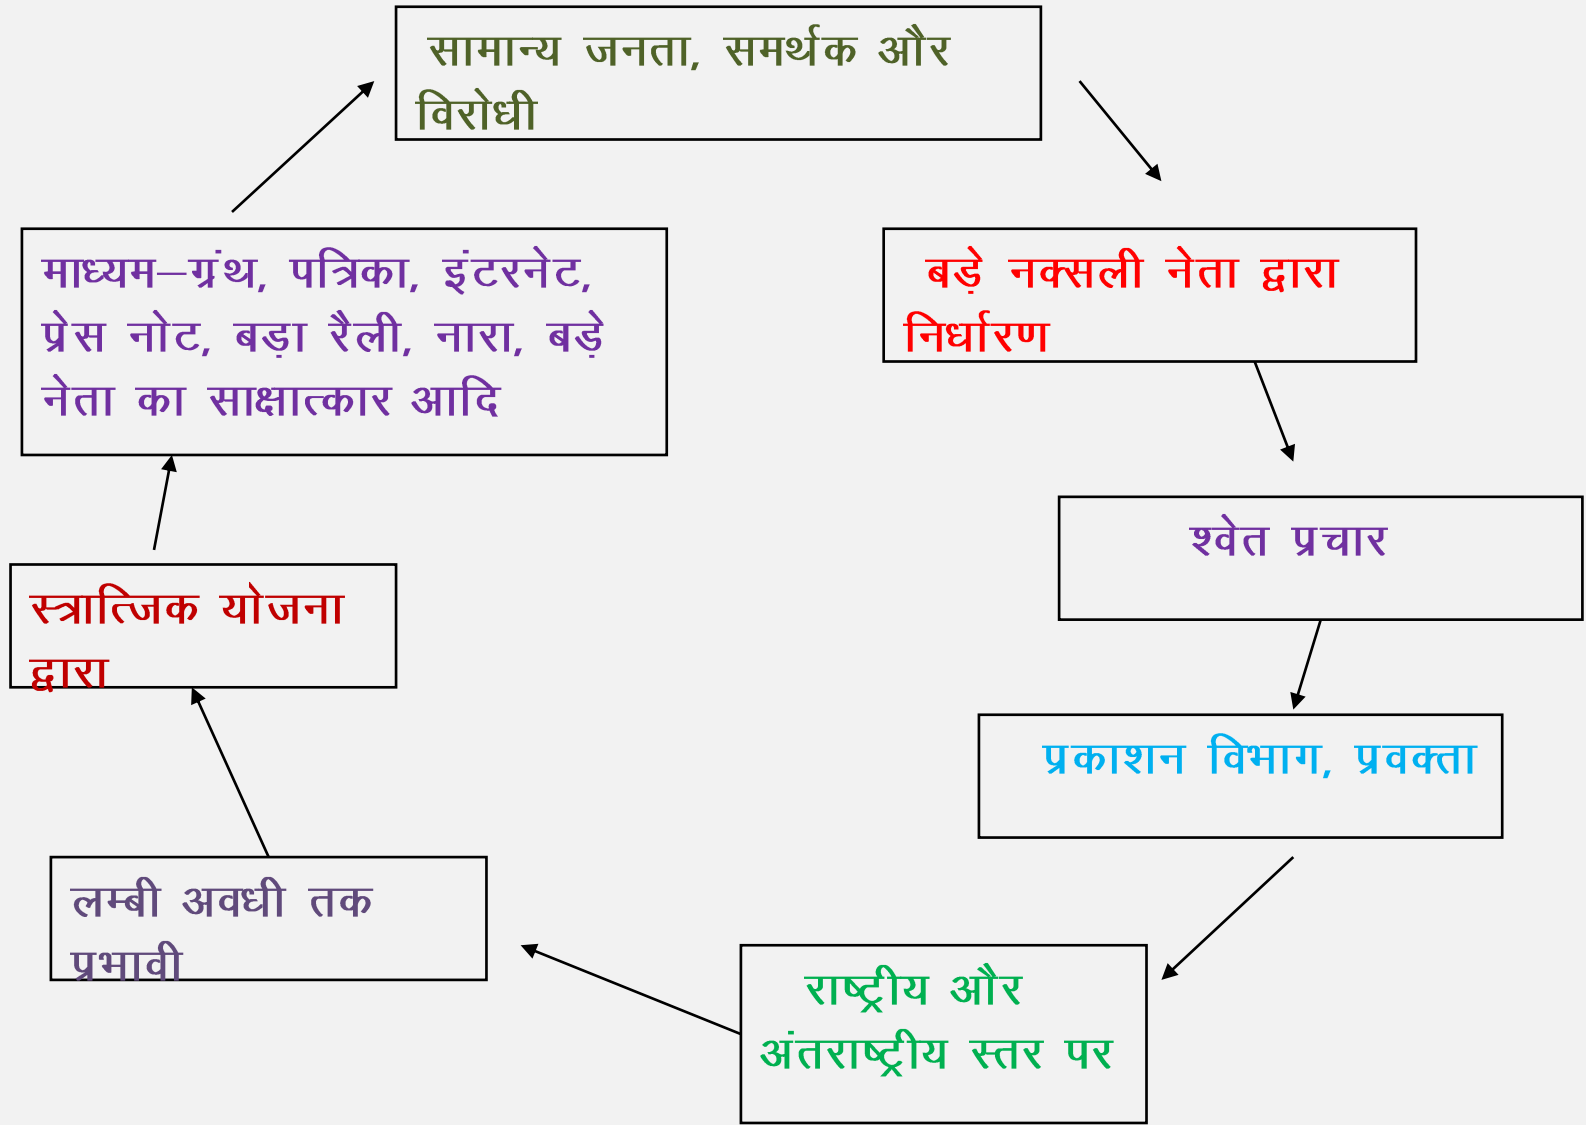 सामान्य जनता, समर्थक और
विरोधी
माध्यम–ग्रंथ, पत्रिका, इंटरनेट,
प्रेस नोट, बड़ा रैली, नारा, बड़े
नेता का साक्षात्कार आदि
बड़े नक्सली नेता द्वारा
निर्धारण
श्वेत प्रचार
स्त्रात्जिक योजना
द्वारा
प्रकाशन विभाग, प्रवक्ता
लम्बी अवधी तक
प्रभावी
राष्ट्रीय और
अंतराष्ट्रीय स्तर पर